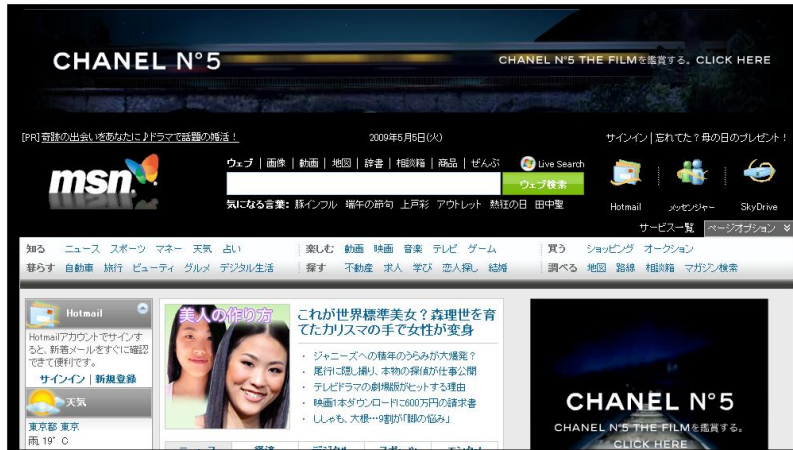 CHANEL N°5
CHANEL N°5 THE FILMを鑑賞する。CLICK HERE
[PR]奇跡の出会いをあなたに♪ドラマで話題の婚活！
2009年5月5日(火)
サインイン | 忘れてた？母の日のプレゼント！
msn
ウェブ | 画像 | 動画 | 地図 | 辞書 | 相談箱 | 商品 | ぜんぶ
Live Search
ウェブ検索
気になる言葉: 豚インフル 端午の節句 上戸彩 アウトレット 熱狂の日 田中聖
Hotmail
メッセンジャー
SkyDrive
サービス一覧
ページオプション
知る ニュース スポーツ マネー 天気 占い
楽しむ 動画 映画 音楽 テレビ ゲーム
買う ショッピング オークション
暮らす 自動車 旅行 ビューティ グルメ デジタル生活
探す 不動産 求人 学び 恋人探し 結婚
調べる 地図 路線 相談箱 マガジン検索
Hotmail
Hotmailアカウントでサインす
ると、新着メールをすぐに確認
できて便利です。
サインイン | 新規登録
天気
東京都 東京
雨 19°C
美人の作り方
これが世界標準美女？森理世を育
てたカリスマの手で女性が変身
・ ジャニーズへの積年のうらみが大爆発？
・ 尾行に隠し撮り、本物の探偵が仕事公開
・ テレビドラマの劇場版がヒットする理由
・ 映画1本ダウンロードに600万円の請求書
・ ししゃも、大根…9割が「脚の悩み」
ニュース 経済 デジタル スポーツ エンタメ
CHANEL N°5
CHANEL N°5 THE FILMを鑑賞する。
CLICK HERE